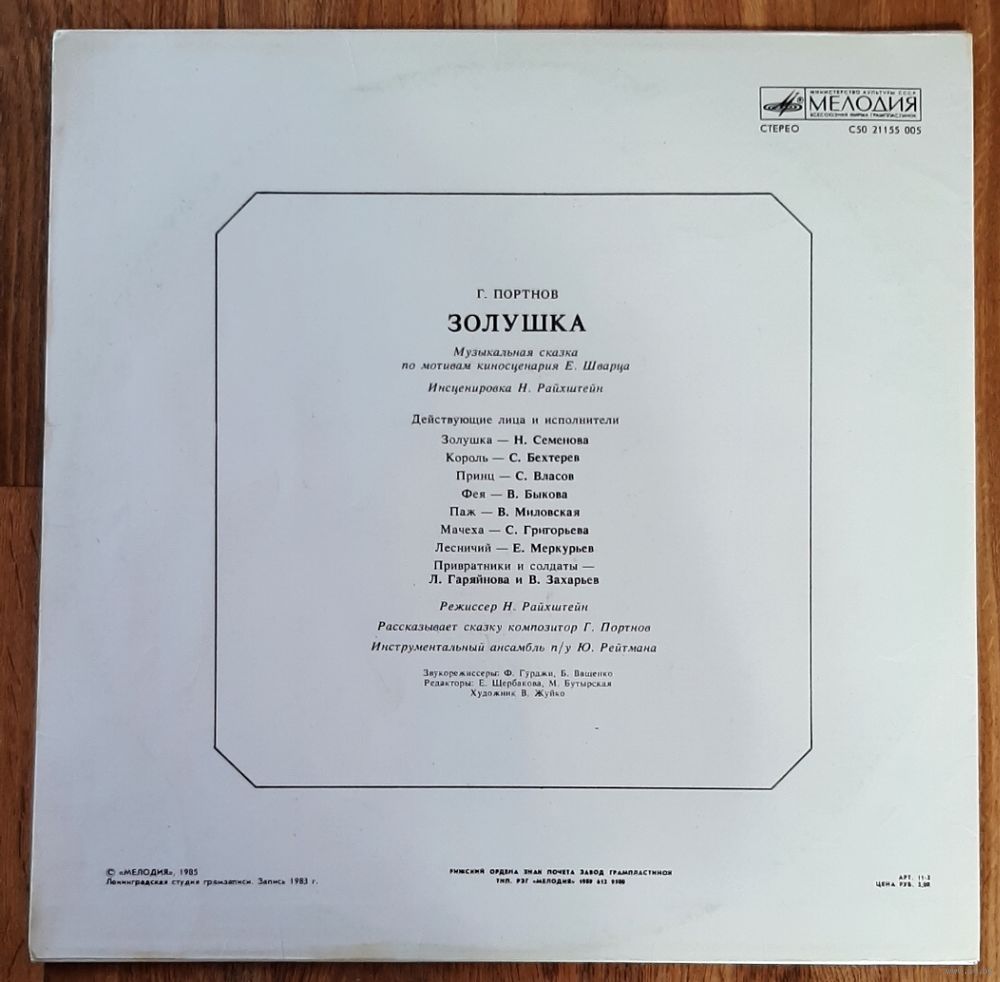 МИНИСТЕРСТВО КУЛЬТУРЫ СССР
МЕЛОДИЯ
ВСЕСОЮЗНАЯ ФИРМА ГРАМПЛАСТИНОК
СТЕРЕО С50 21155 005
Г. ПОРТНОВ
ЗОЛУШКА
Музыкальная сказка
по мотивам киносценария Е. Шварца
Инсценировка Н. Райхштейн
Действующие лица и исполнители
Золушка — Н. Семенова
Король — С. Бехтерев
Принц — С. Власов
Фея — В. Быкова
Паж — В. Миловская
Мачеха — С. Григорьева
Лесничий — Е. Меркурьев
Привратники и солдаты —
Л. Гаряйнова и В. Захарьев
Режиссер Н. Райхштейн
Рассказывает сказку композитор Г. Портнов
Инструментальный ансамбль п/у Ю. Рейтмана
Звукорежиссеры: Ф. Гурджи, Б. Ващенко
Редакторы: Е. Щербакова, М. Бутырская
Художник В. Жуйко
© «МЕЛОДИЯ», 1985
Ленинградская студия грамзаписи. Запись 1983 г.
РИЖСКИЙ ОРДЕНА ЗНАК ПОЧЕТА ЗАВОД ГРАМПЛАСТИНОК
ТИП. РЗГ «МЕЛОДИЯ» 1989
АРТ. 11-2
ЦЕНА РУБ.